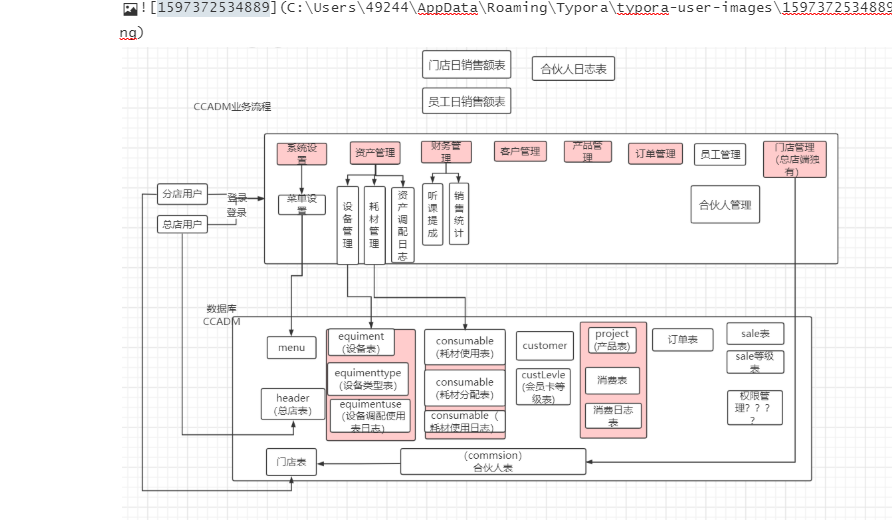 ![1597372534889](C:\Users\49244\AppData\Roaming\Typora\typora-user-images\1597372534889
ng)
门店日销售额表
合伙人日志表
员工日销售额表
CCADM业务流程
系统设
置
资产管理
财务管
理
客户管理
产品管
理
订单管理
员工管理
门店管理
(总店端独
有)
分店用户
登录
总店用户
登录
菜单设
置
设备管理
耗材管理
资产调配日志
听课提成
销售统计
合伙人管理
数据库
CCADM
menu
equiment
(设备表)
equimenttype
(设备类型表)
equimentuse
(设备调配使用
表日志)
consumable
(耗材使用表)
consumable
(耗材分配表)
consumable (
耗材使用日志)
customer
custLevle
(会员卡等
级表)
project
(产品表)
消费表
消费日志
表
订单表
sale表
sale等级
表
权限管
理? ? ?
?
header
(总店表)
门店表
(commsion)
合伙人表